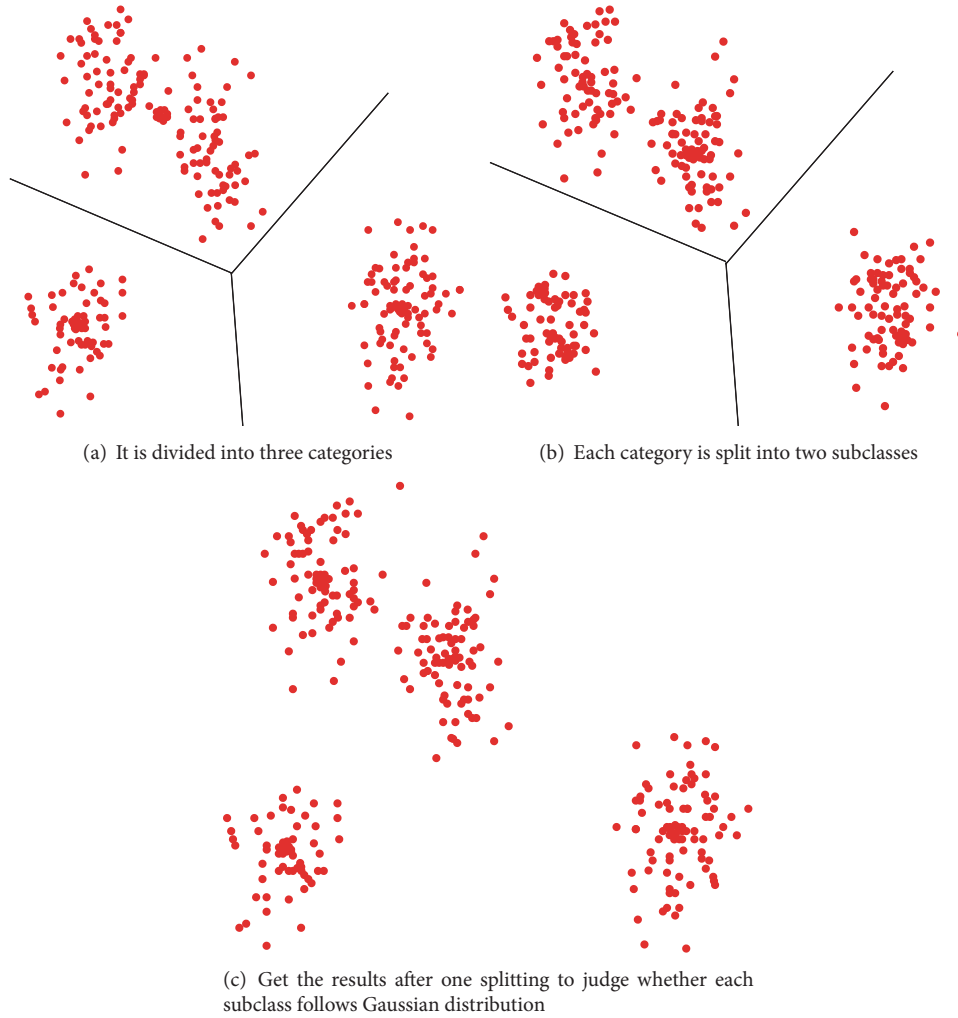 (a) It is divided into three categories
(b) Each category is split into two subclasses
(c) Get the results after one splitting to judge whether each
subclass follows Gaussian distribution